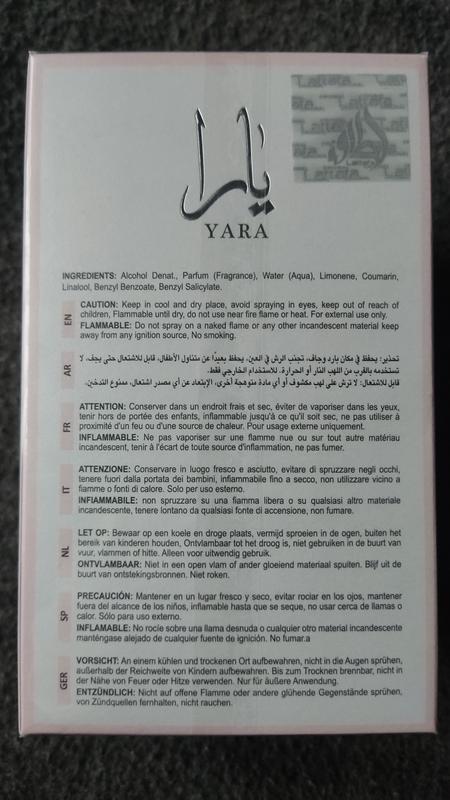 Lattafa
يارا
YARA
INGREDIENTS: Alcohol Denat., Parfum (Fragrance), Water (Aqua), Limonene, Coumarin,
Linalool, Benzyl Benzoate, Benzyl Salicylate.
EN
CAUTION: Keep in cool and dry place, avoid spraying in eyes, keep out of reach of
children, Flammable until dry, do not use near fire flame or heat. For external use only.
FLAMMABLE: Do not spray on a naked flame or any other incandescent material keep
away from any ignition source, No smoking.
AR
تحذير: يحفظ في مكان بارد وجاف، تجنب الرش في العين، يحفظ بعيدًا عن متناول الأطفال، قابل للاشتعال حتى يجف، لا
تستخدمه بالقرب من اللهب النار أو الحرارة. للاستخدام الخارجي فقط.
قابل للاشتعال: لا ترش على لهب مكشوف أو أي مادة متوهجة أخرى، الإبتعاد عن أي مصدر اشتعال، ممنوع التدخين.
FR
ATTENTION: Conserver dans un endroit frais et sec, éviter de vaporiser dans les yeux,
tenir hors de portée des enfants, inflammable jusqu'à ce qu'il soit sec, ne pas utiliser à
proximité d'un feu ou d'une source de chaleur. Pour usage externe uniquement.
INFLAMMABLE: Ne pas vaporiser sur une flamme nue ou sur tout autre matériau
incandescent, tenir à l'écart de toute source d'inflammation, ne pas fumer.
IT
ATTENZIONE: Conservare in luogo fresco e asciutto, evitare di spruzzare negli occhi,
tenere fuori dalla portata dei bambini, infiammabile fino a secco, non utilizzare vicino a
fiamme o fonti di calore. Solo per uso esterno.
INFIAMMABILE: non spruzzare su una fiamma libera o su qualsiasi altro materiale
incandescente, tenere lontano da qualsiasi fonte di accensione, non fumare.
NL
LET OP: Bewaar op een koele en droge plaats, vermijd sproeien in de ogen, buiten het
bereik van kinderen houden, Ontvlambaar tot het droog is, niet gebruiken in de buurt van
vuur, vlammen of hitte. Alleen voor uitwendig gebruik.
ONTVLAMBAAR: Niet in een open vlam of ander gloeiend materiaal spuiten. Blijf uit de
buurt van ontstekingsbronnen. Niet roken.
SP
PRECAUCIÓN: Mantener en un lugar fresco y seco, evitar rociar en los ojos, mantener
fuera del alcance de los niños, inflamable hasta que se seque, no usar cerca de llamas o
calor. Sólo para uso externo.
INFLAMABLE: No rocíe sobre una llama desnuda o cualquier otro material incandescente
manténgase alejado de cualquier fuente de ignición. No fumar.a
GER
VORSICHT: An einem kühlen und trockenen Ort aufbewahren, nicht in die Augen sprühen,
außerhalb der Reichweite von Kindern aufbewahren. Bis zum Trocknen brennbar, nicht in
der Nähe von Feuer oder Hitze verwenden. Nur für äußere Anwendung.
ENTZÜNDLICH: Nicht auf offene Flamme oder andere glühende Gegenstände sprühen,
von Zündquellen fernhalten, nicht rauchen.